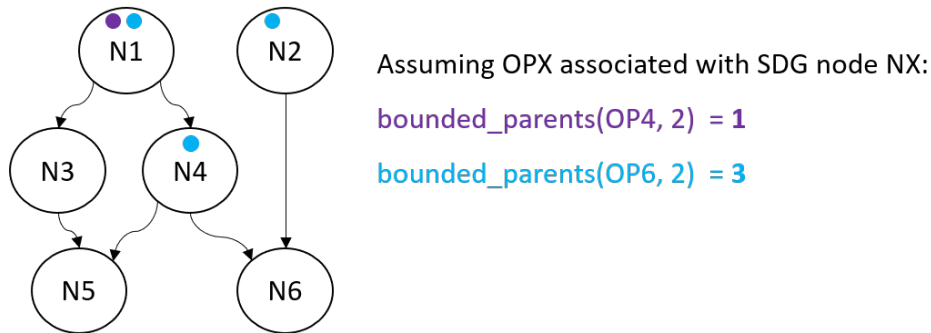 N1
N2
Assuming OPX associated with SDG node NX:
bounded_parents(OP4, 2) = 1
N3
N4
bounded_parents(OP6, 2) = 3
N5
N6